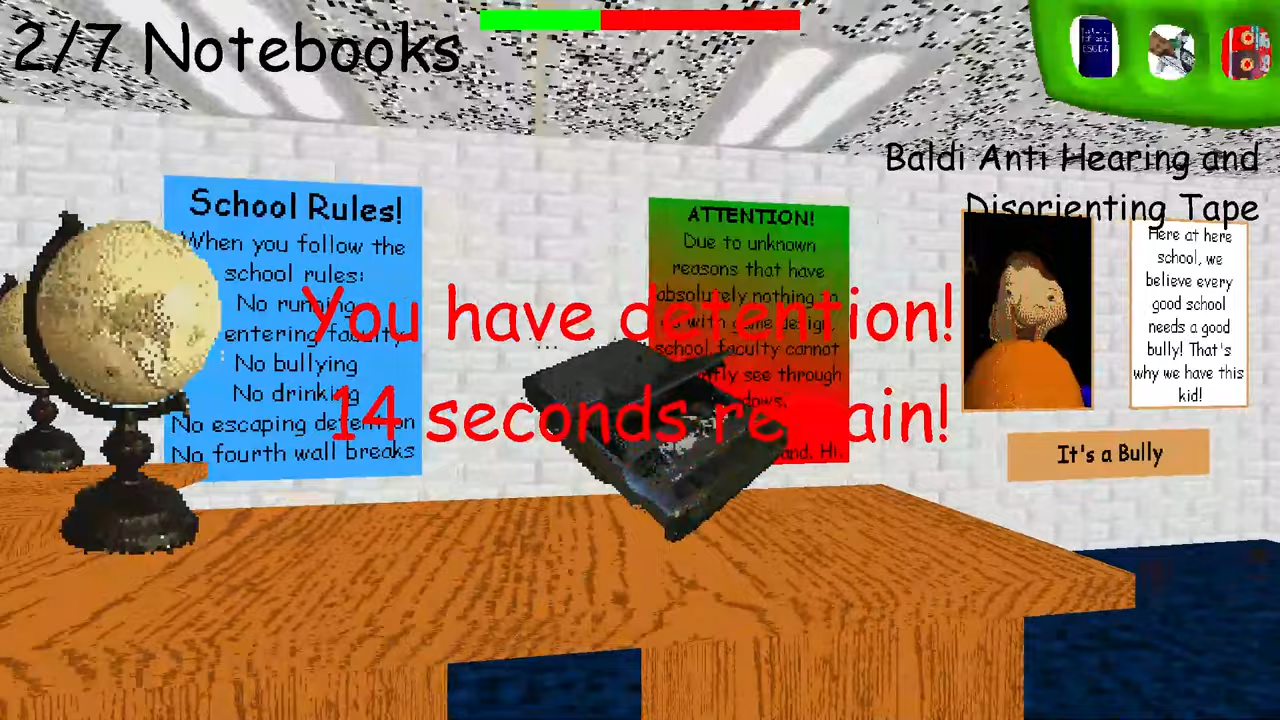 2/7 Notebooks
Baldi Anti Hearing and
Disorienting Tape
School Rules!
When you follow the
school rules:
No running
entering faculty
No bullying
No drinking
No escaping detention
No fourth wall breaks
ATTENTION!
Due to unknown
reasons that have
absolutely nothing to
do with game design,
school faculty cannot
see through
and. Hi.
You have detention!
14 seconds remain!
Here at here
school, we
believe every
good school
needs a good
bully! That's
why we have this
kid!
It's a Bully